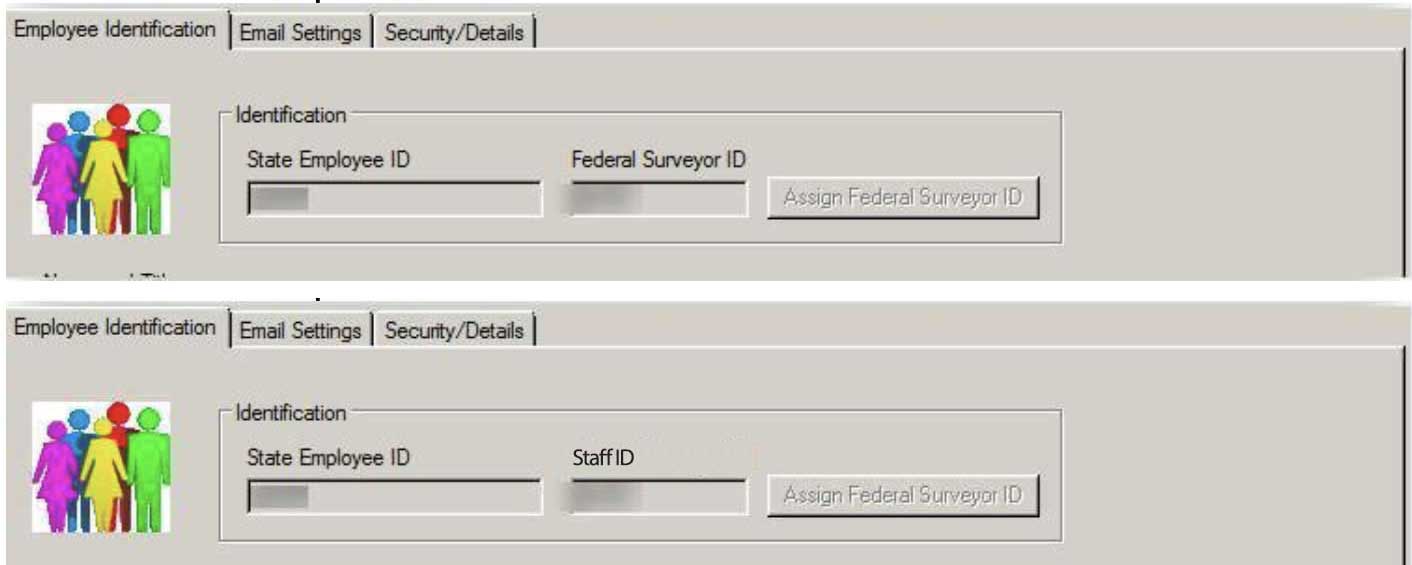 Employee Identification Email Settings Security/Details
Identification
State Employee ID Federal Surveyor ID
Assign Federal Surveyor ID
Employee Identification Email Settings Security/Details
Identification
State Employee ID Staff ID
Assign Federal Surveyor ID